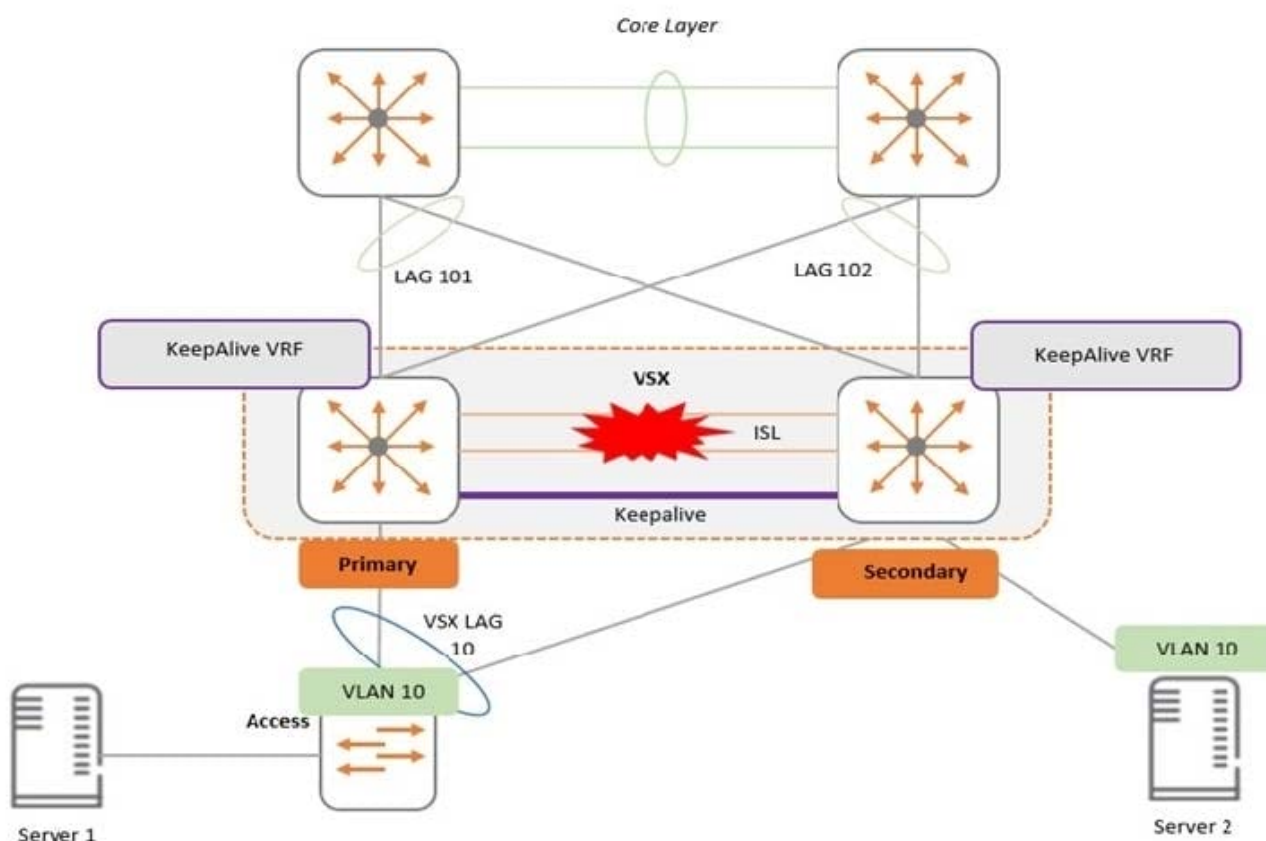 Core Layer
LAG 101
LAG 102
KeepAlive VRF
KeepAlive VRF
VSX
ISL
Keepalive
Primary
Secondary
VSX LAG
10
VLAN 10
VLAN 10
Access
Server 1
Server 2